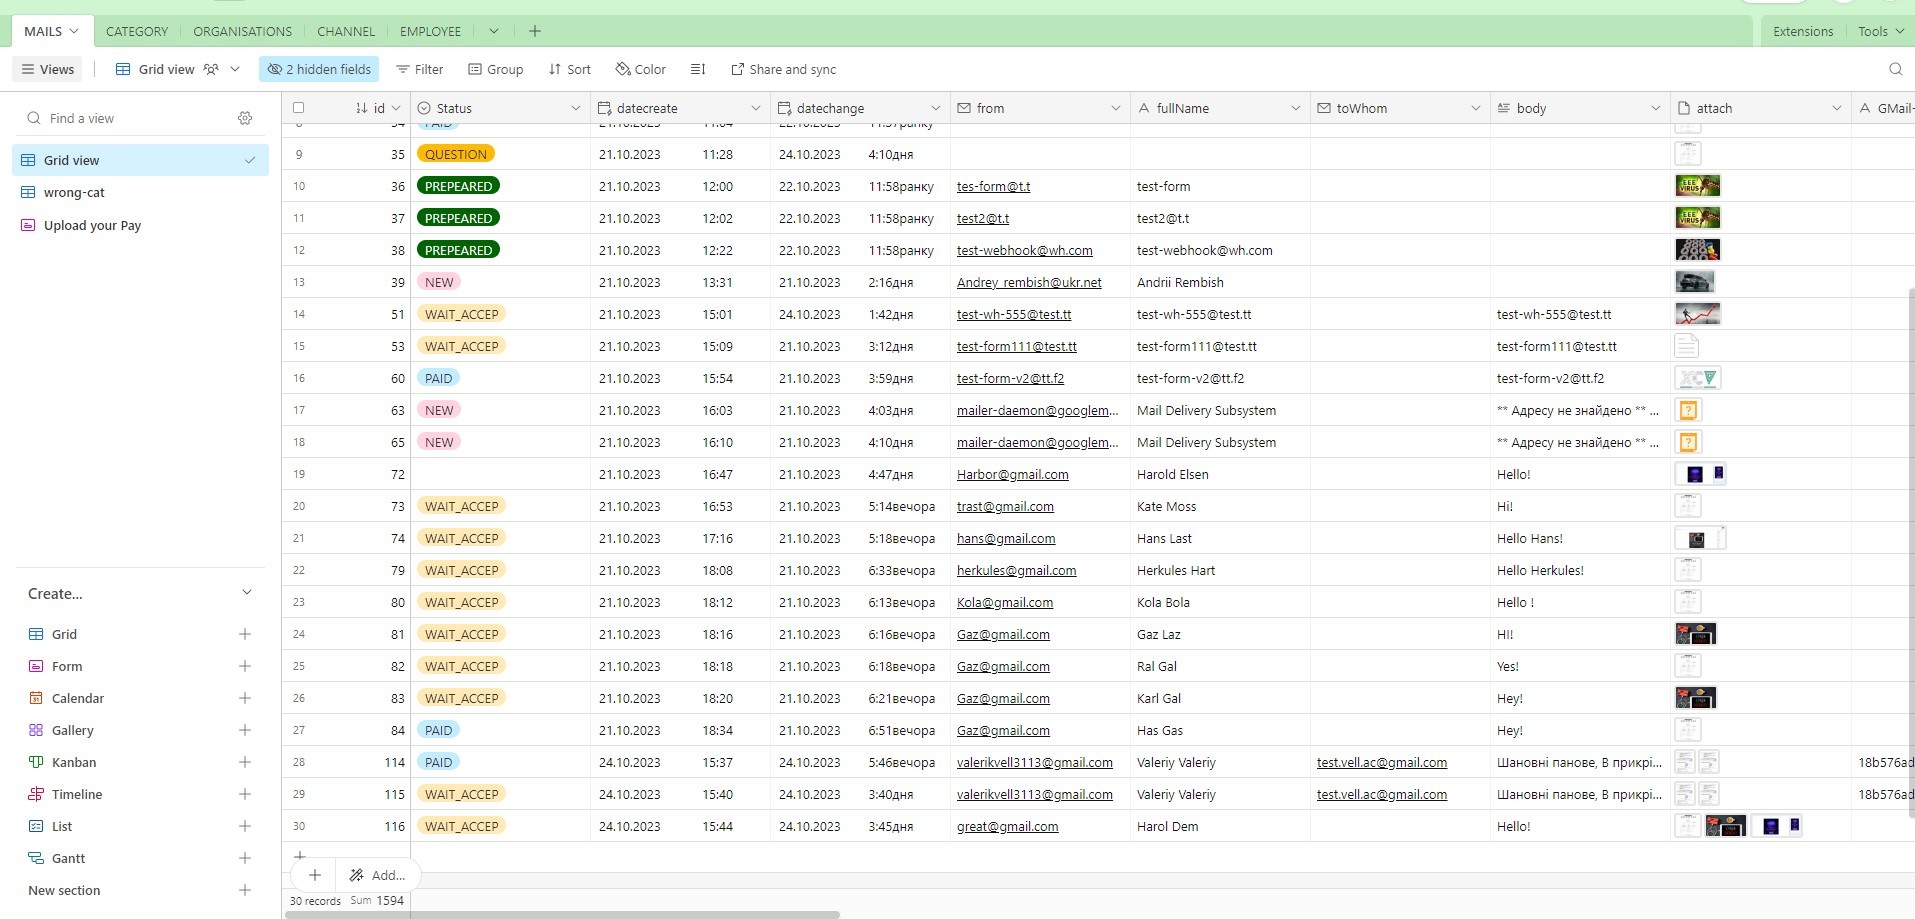 MAILS CATEGORY ORGANISATIONS CHANNEL EMPLOYEE Extensions Tools
Views Grid view 2 hidden fields Filter Group Sort Color Share and sync
Find a view
Grid view
wrong-cat
Upload your Pay
Create...
Grid
Form
Calendar
Gallery
Kanban
Timeline
List
Gantt
New section
id Status datecreate datechange from fullName toWhom body attach GMail-
9 35 QUESTION 21.10.2023 11:28 24.10.2023 4:10дня
10 36 PREPEARED 21.10.2023 12:00 22.10.2023 11:58ранку tes-form@t.t test-form
11 37 PREPEARED 21.10.2023 12:02 22.10.2023 11:58ранку test2@t.t test2@t.t
12 38 PREPEARED 21.10.2023 12:22 22.10.2023 11:58ранку test-webhook@wh.com test-webhook@wh.com
13 39 NEW 21.10.2023 13:31 21.10.2023 2:16дня Andrey_rembish@ukr.net Andrii Rembish
14 51 WAIT_ACCEP 21.10.2023 15:01 24.10.2023 1:42дня test-wh-555@test.tt test-wh-555@test.tt test-wh-555@test.tt
15 53 WAIT_ACCEP 21.10.2023 15:09 21.10.2023 3:12дня test-form111@test.tt test-form111@test.tt test-form111@test.tt
16 60 PAID 21.10.2023 15:54 21.10.2023 3:59дня test-form-v2@tt.f2 test-form-v2@tt.f2 test-form-v2@tt.f2
17 63 NEW 21.10.2023 16:03 21.10.2023 4:03дня mailer-daemon@googlem... Mail Delivery Subsystem ** Адресу не знайдено ** ...
18 65 NEW 21.10.2023 16:10 21.10.2023 4:10дня mailer-daemon@googlem... Mail Delivery Subsystem ** Адресу не знайдено ** ...
19 72 21.10.2023 16:47 21.10.2023 4:47дня Harbor@gmail.com Harold Elsen Hello!
20 73 WAIT_ACCEP 21.10.2023 16:53 21.10.2023 5:14вечора trast@gmail.com Kate Moss Hi!
21 74 WAIT_ACCEP 21.10.2023 17:16 21.10.2023 5:18вечора hans@gmail.com Hans Last Hello Hans!
22 79 WAIT_ACCEP 21.10.2023 18:08 21.10.2023 6:33вечора herkules@gmail.com Herkules Hart Hello Herkules!
23 80 WAIT_ACCEP 21.10.2023 18:12 21.10.2023 6:13вечора Kola@gmail.com Kola Bola Hello !
24 81 WAIT_ACCEP 21.10.2023 18:16 21.10.2023 6:16вечора Gaz@gmail.com Gaz Laz HI!
25 82 WAIT_ACCEP 21.10.2023 18:18 21.10.2023 6:18вечора Gaz@gmail.com Ral Gal Yes!
26 83 WAIT_ACCEP 21.10.2023 18:20 21.10.2023 6:21вечора Gaz@gmail.com Karl Gal Hey!
27 84 PAID 21.10.2023 18:34 21.10.2023 6:51вечора Gaz@gmail.com Has Gas Hey!
28 114 PAID 24.10.2023 15:37 24.10.2023 5:46вечора valerikvell3113@gmail.com Valeriy Valeriy test.vell.ac@gmail.com Шановні панове, В прикрі... 18b576ad
29 115 WAIT_ACCEP 24.10.2023 15:40 24.10.2023 3:40дня valerikvell3113@gmail.com Valeriy Valeriy test.vell.ac@gmail.com Шановні панове, В прикрі... 18b576ad
30 116 WAIT_ACCEP 24.10.2023 15:44 24.10.2023 3:45дня great@gmail.com Harol Dem Hello!
Add...
30 records Sum 1594